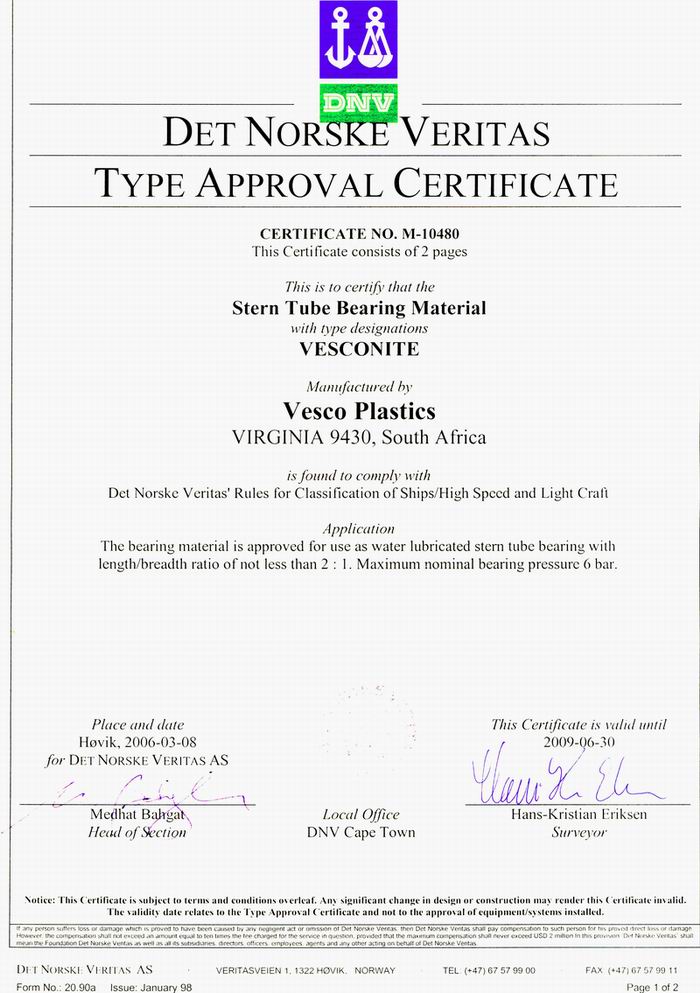 DNV
DET NORSKE VERITAS
TYPE APPROVAL CERTIFICATE
CERTIFICATE NO. M-10480
This Certificate consists of 2 pages
This is to certify that the
Stern Tube Bearing Material
with type designations
VESCONITE
Manufactured by
Vesco Plastics
VIRGINIA 9430, South Africa
is found to comply with
Det Norske Veritas' Rules for Classification of Ships/High Speed and Light Craft
Application
The bearing material is approved for use as water lubricated stern tube bearing with
length/breadth ratio of not less than 2 : 1. Maximum nominal bearing pressure 6 bar.
Place and date
Høvik, 2006-03-08
for DET NORSKE VERITAS AS
Medhat Bahgat
Head of Section
Local Office
DNV Cape Town
This Certificate is valid until
2009-06-30
Hans-Kristian Eriksen
Surveyor
Notice: This Certificate is subject to terms and conditions overleaf. Any significant change in design or construction may render this Certificate invalid.
The validity date relates to the Type Approval Certificate and not to the approval of equipment/systems installed.
If any person suffers loss or damage which is proved to have been caused by any negligent act or omission of Det Norske Veritas, then Det Norske Veritas shall pay compensation to such person for his proved direct loss or damage.
However, the compensation shall not exceed an amount equal to ten times the fee charged for the service in question, provided that the maximum compensation shall never exceed USD 2 million. In this provision 'Det Norske Veritas' shall
mean the Foundation Det Norske Veritas as well as all its subsidiaries, directors, officers, employees, agents and any other acting on behalf of Det Norske Veritas.
DET NORSKE VERITAS AS
VERITASVEIEN 1, 1322 HØVIK, NORWAY
TEL: (+47) 67 57 99 00
FAX: (+47) 67 57 99 11
Form No.: 20.90a Issue: January 98
Page 1 of 2